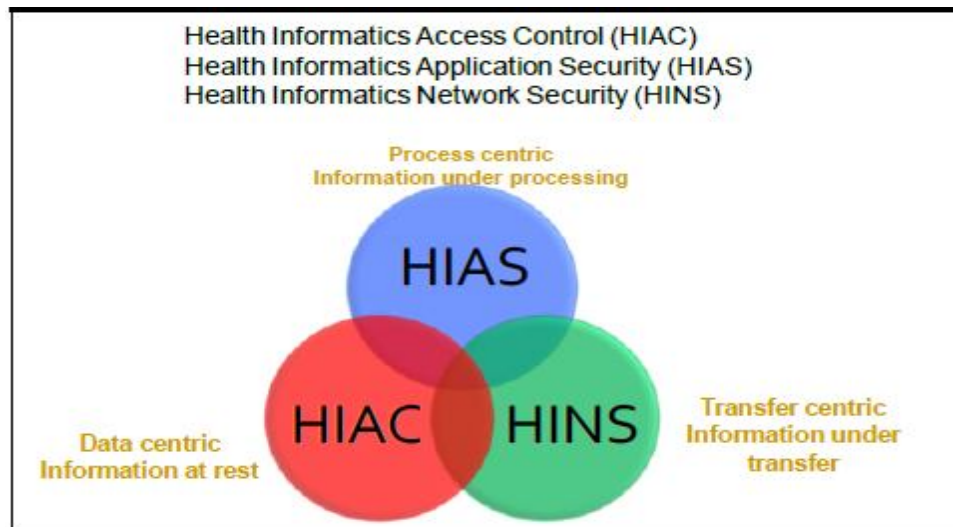 Health Informatics Access Control (HIAC)
Health Informatics Application Security (HIAS)
Health Informatics Network Security (HINS)
Process centric
Information under processing
HIAS
HIAC
HINS
Data centric
Information at rest
Transfer centric
Information under
transfer